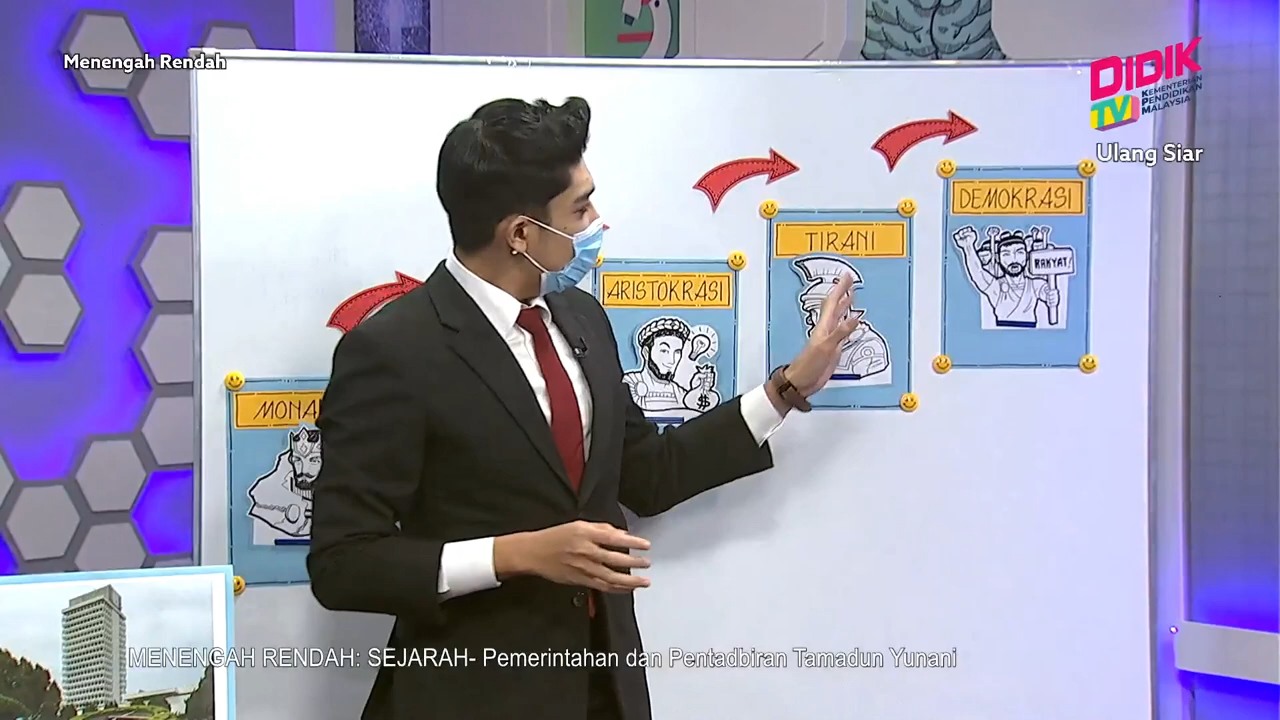 Menengah Rendah
DIDIK
TV
KEMENTERIAN
PENDIDIKAN
MALAYSIA
Ulang Siar
DEMOKRASI
RAKYAT!
TIRANI
ARISTOKRASI
MONA
MENENGAH RENDAH: SEJARAH- Pemerintahan dan Pentadbiran Tamadun Yunani